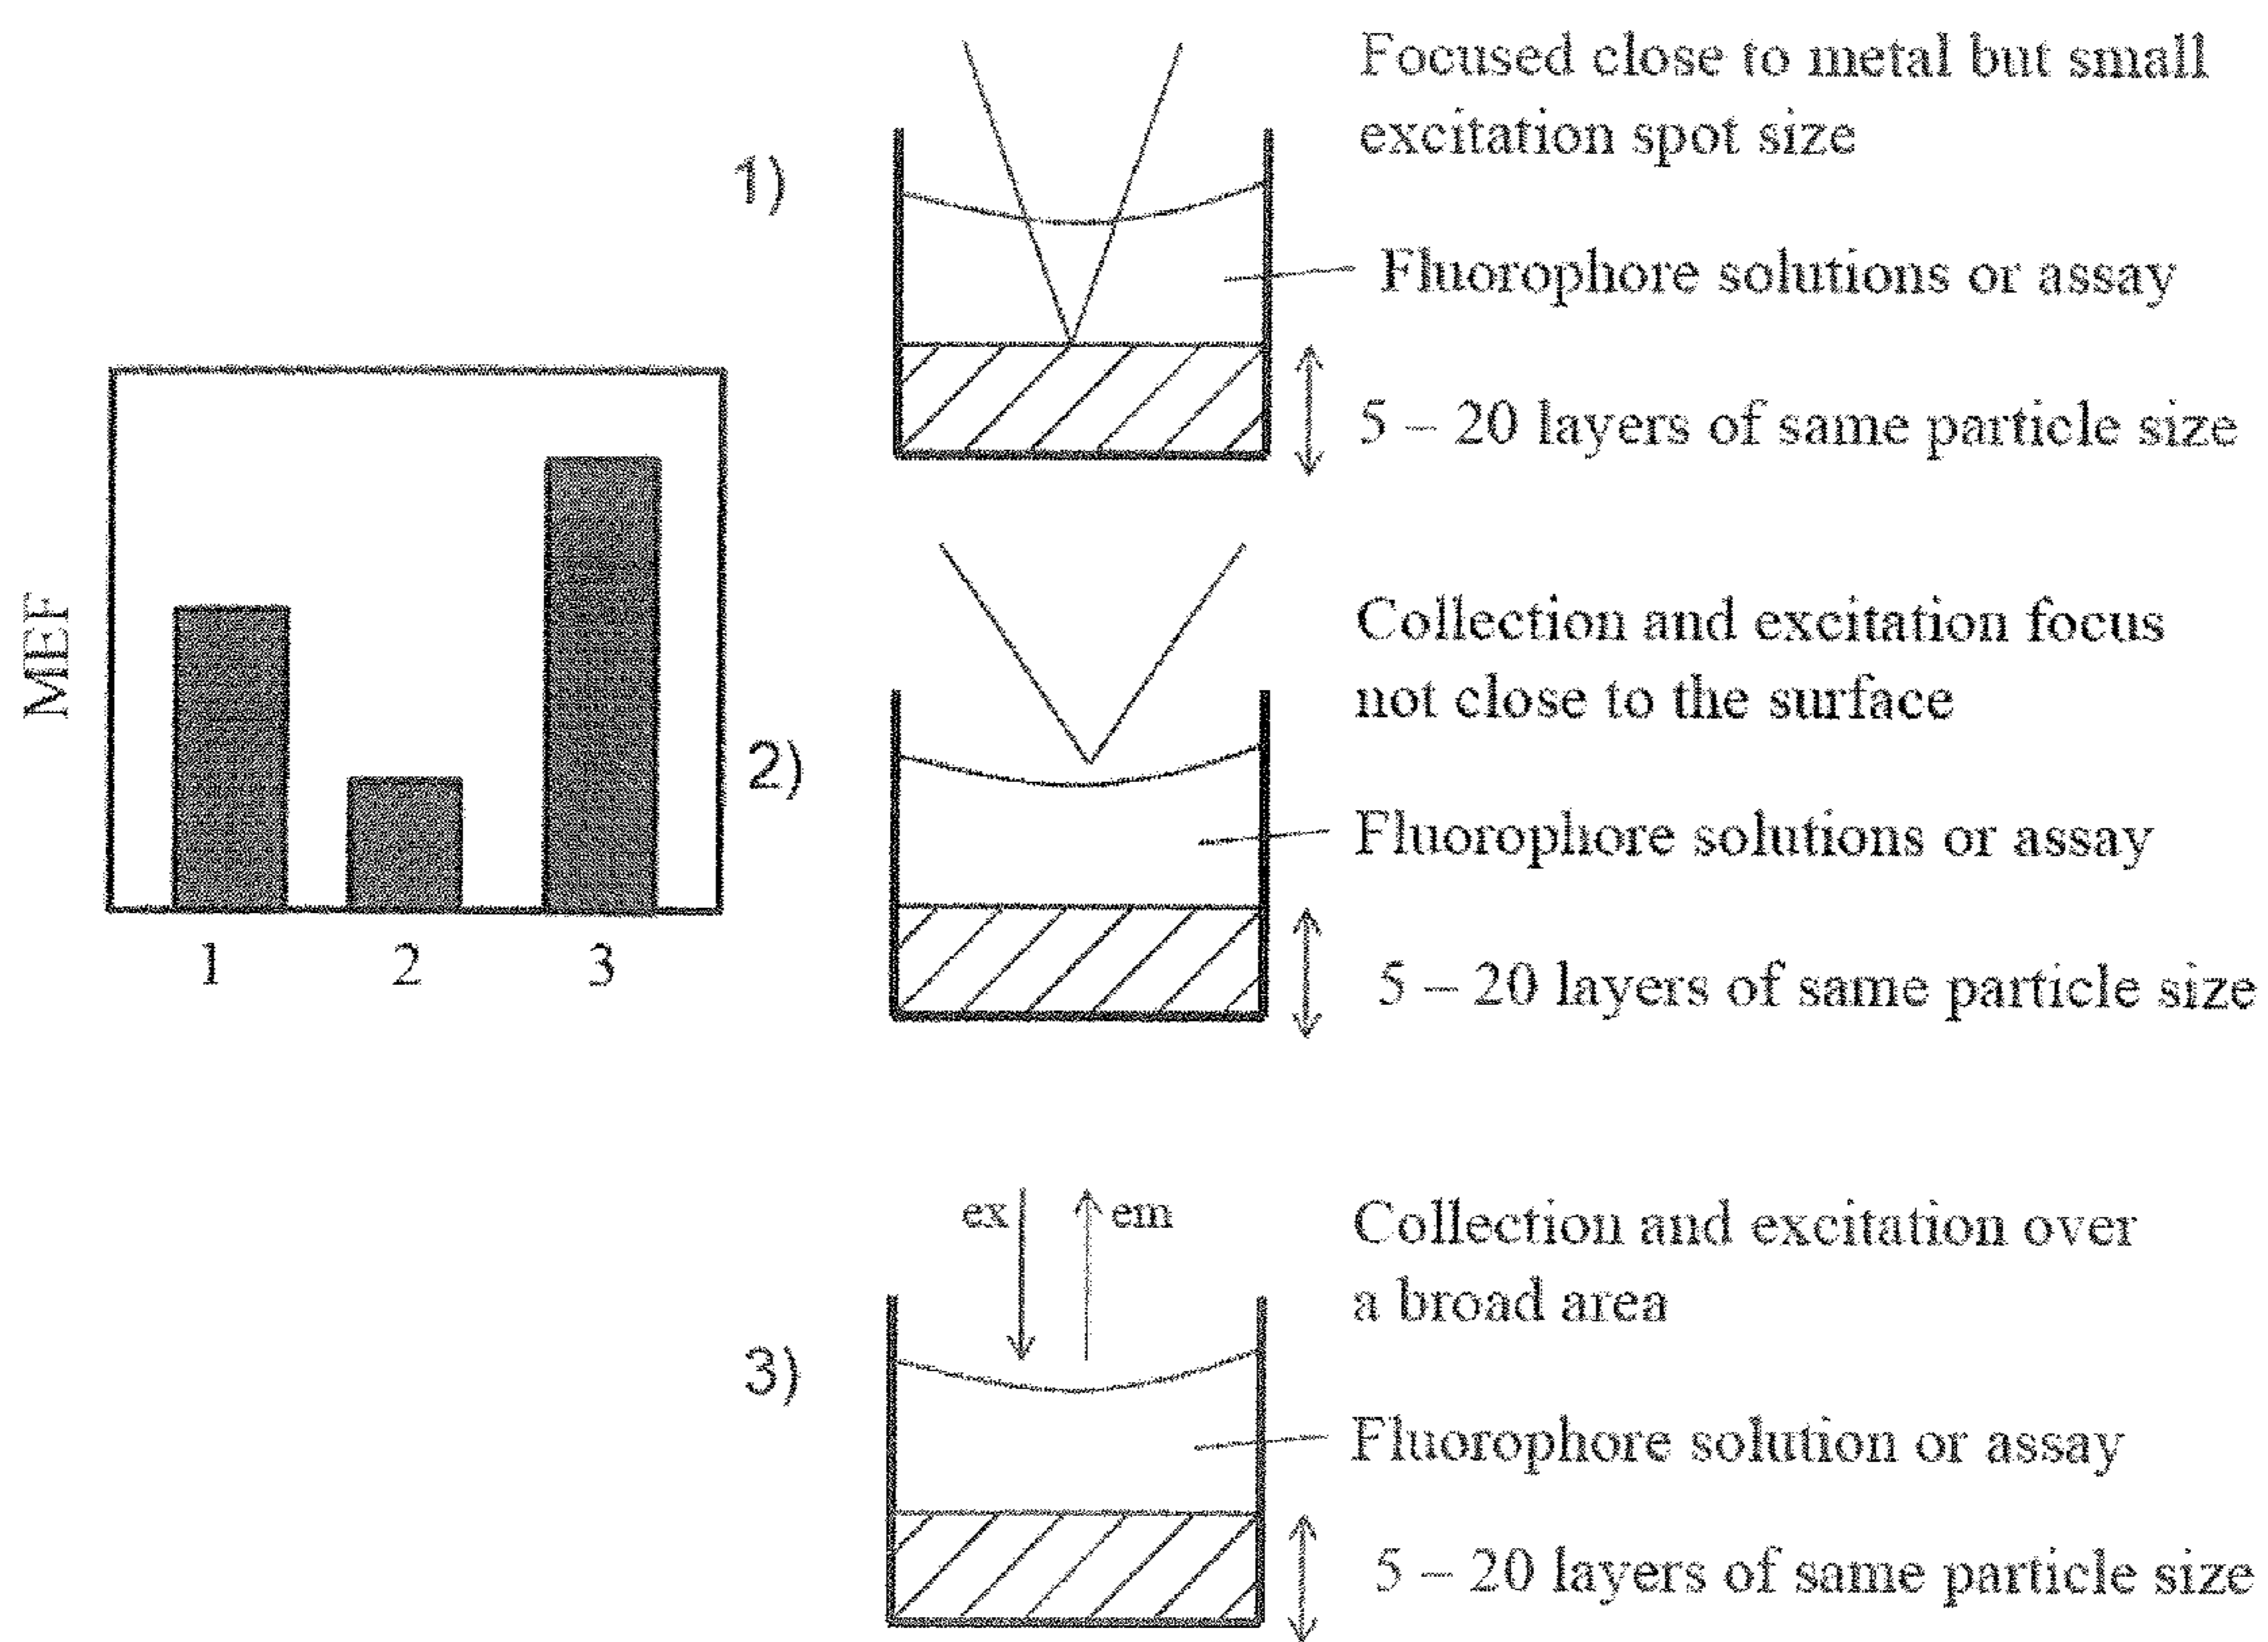 MEF
1 2 3
1)
Focused close to metal but small
excitation spot size
Fluorophore solutions or assay
5 – 20 layers of same particle size
2)
Collection and excitation focus
not close to the surface
Fluorophore solutions or assay
5 – 20 layers of same particle size
3)
ex em
Collection and excitation over
a broad area
Fluorophore solution or assay
5 – 20 layers of same particle size